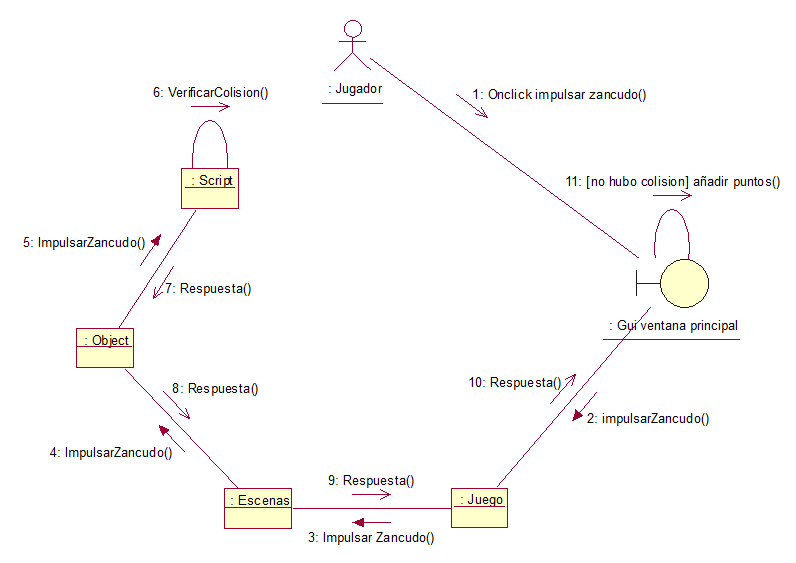 6: VerificarColision()
: Jugador
1: Onclick impulsar zancudo()
: Script
11: [no hubo colision] añadir puntos()
5: ImpulsarZancudo()
7: Respuesta()
: Gui ventana principal
: Object
8: Respuesta()
10: Respuesta()
2: impulsarZancudo()
4: ImpulsarZancudo()
9: Respuesta()
: Escenas
: Juego
3: Impulsar Zancudo()